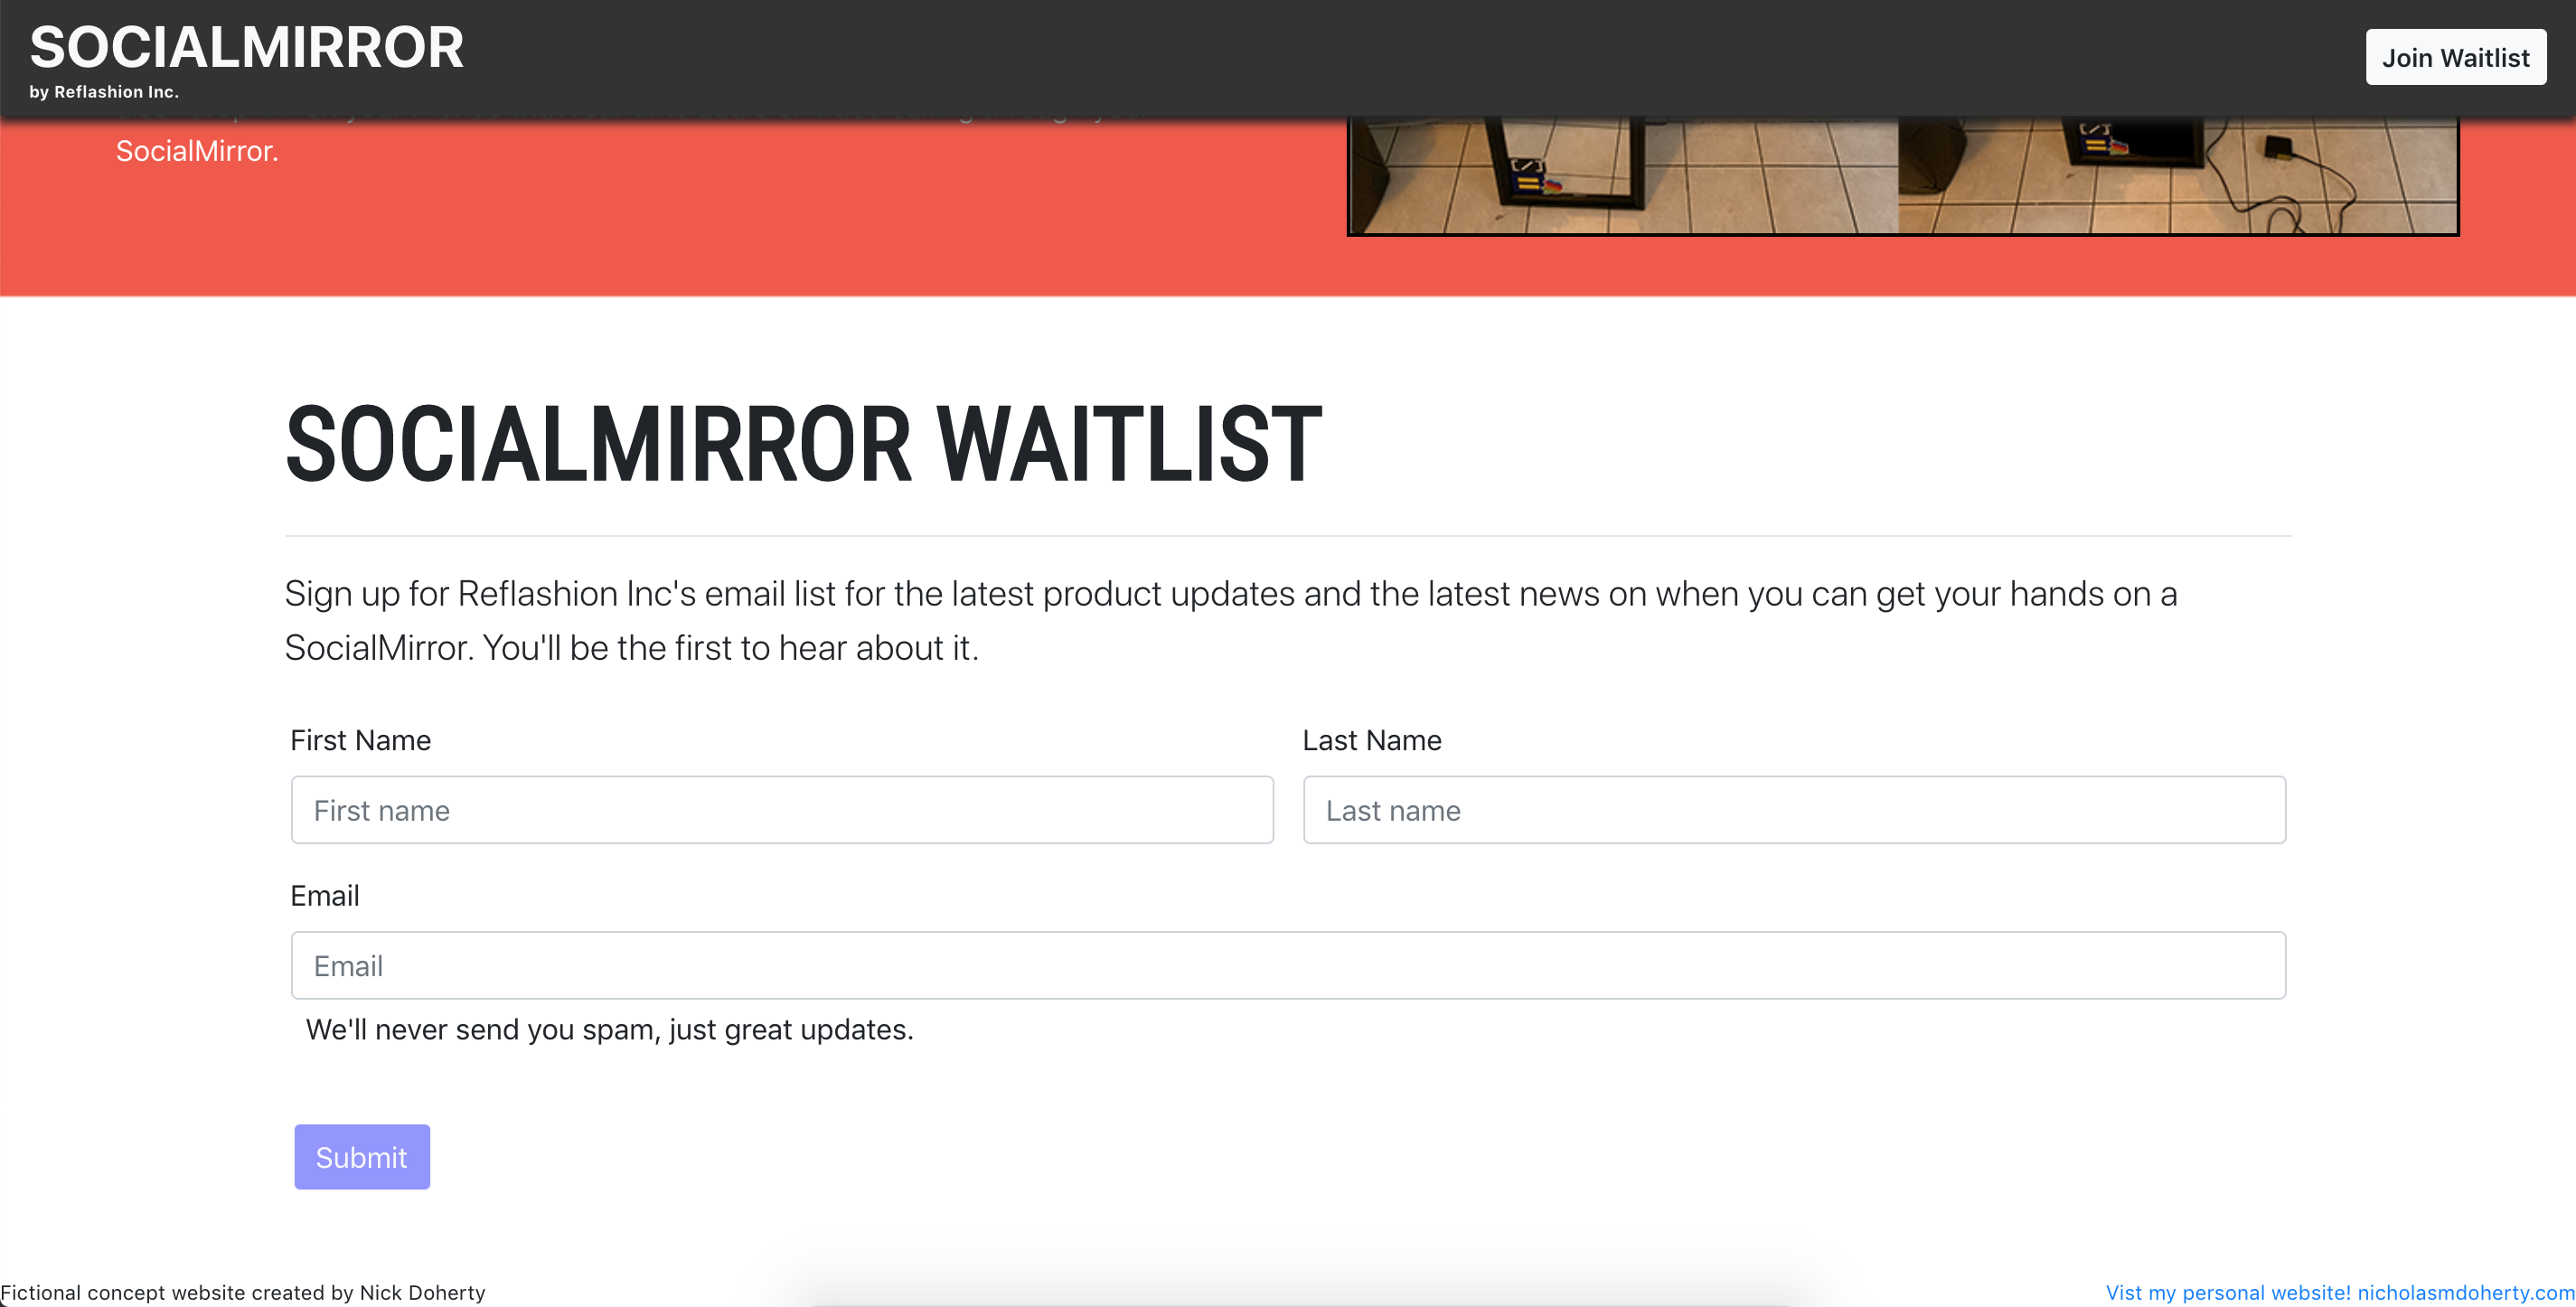 SOCIALMIRROR
by Reflashion Inc.
Join Waitlist
SocialMirror.
SOCIALMIRROR WAITLIST
Sign up for Reflashion Inc's email list for the latest product updates and the latest news on when you can get your hands on a
SocialMirror. You'll be the first to hear about it.
First Name
Last Name
First name
Last name
Email
Email
We'll never send you spam, just great updates.
Submit
Fictional concept website created by Nick Doherty
Vist my personal website! nicholasmdoherty.com